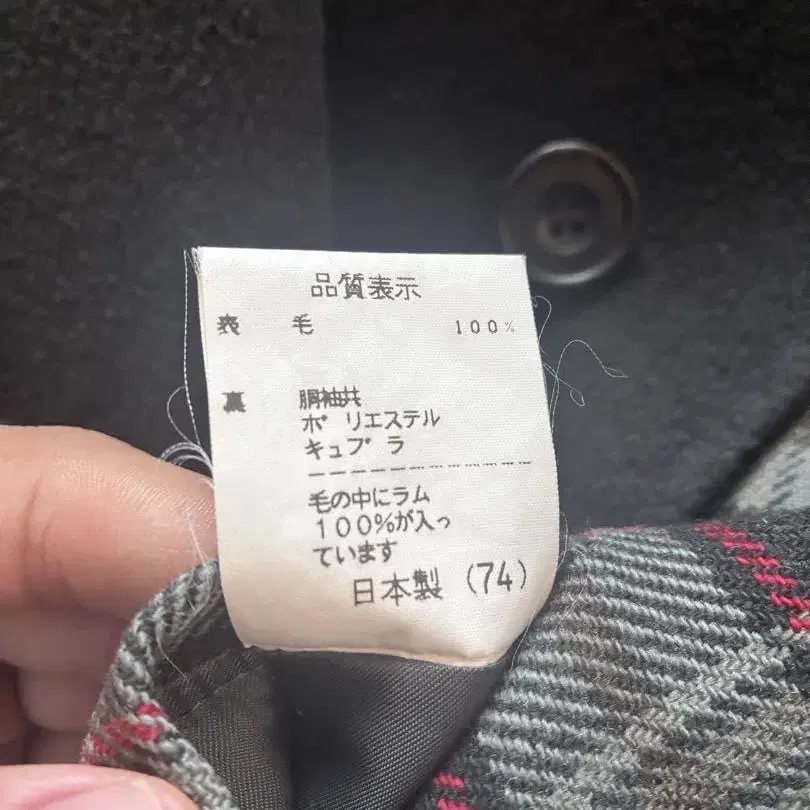 品質表示
表 毛 100%
裏 胴袖共
ポリエステル
キュプラ
毛の中にラム
100%が入っ
ています
日本製 (74)